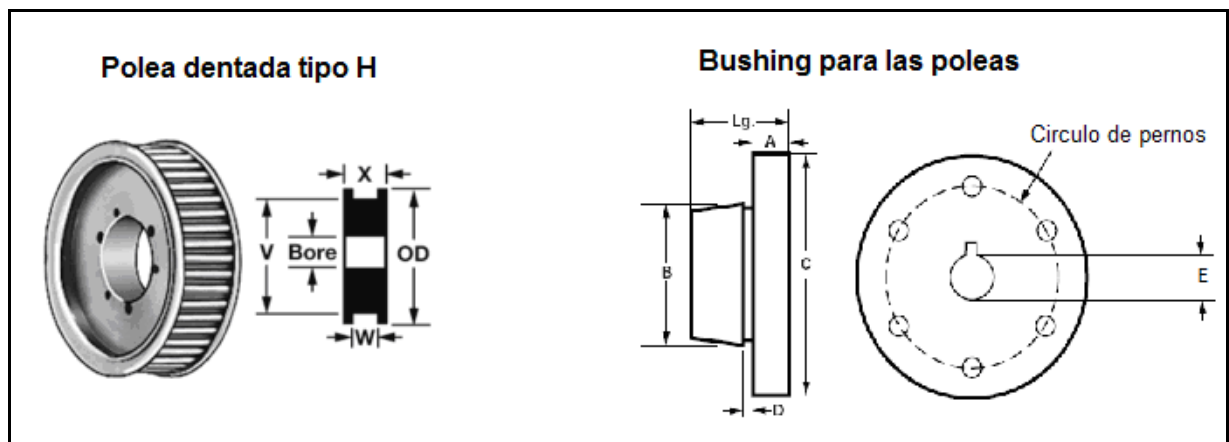 Polea dentada tipo H
Bushing para las poleas
X
V
Bore
OD
W
Lg.
A
B
C
D
Circulo de pernos
E